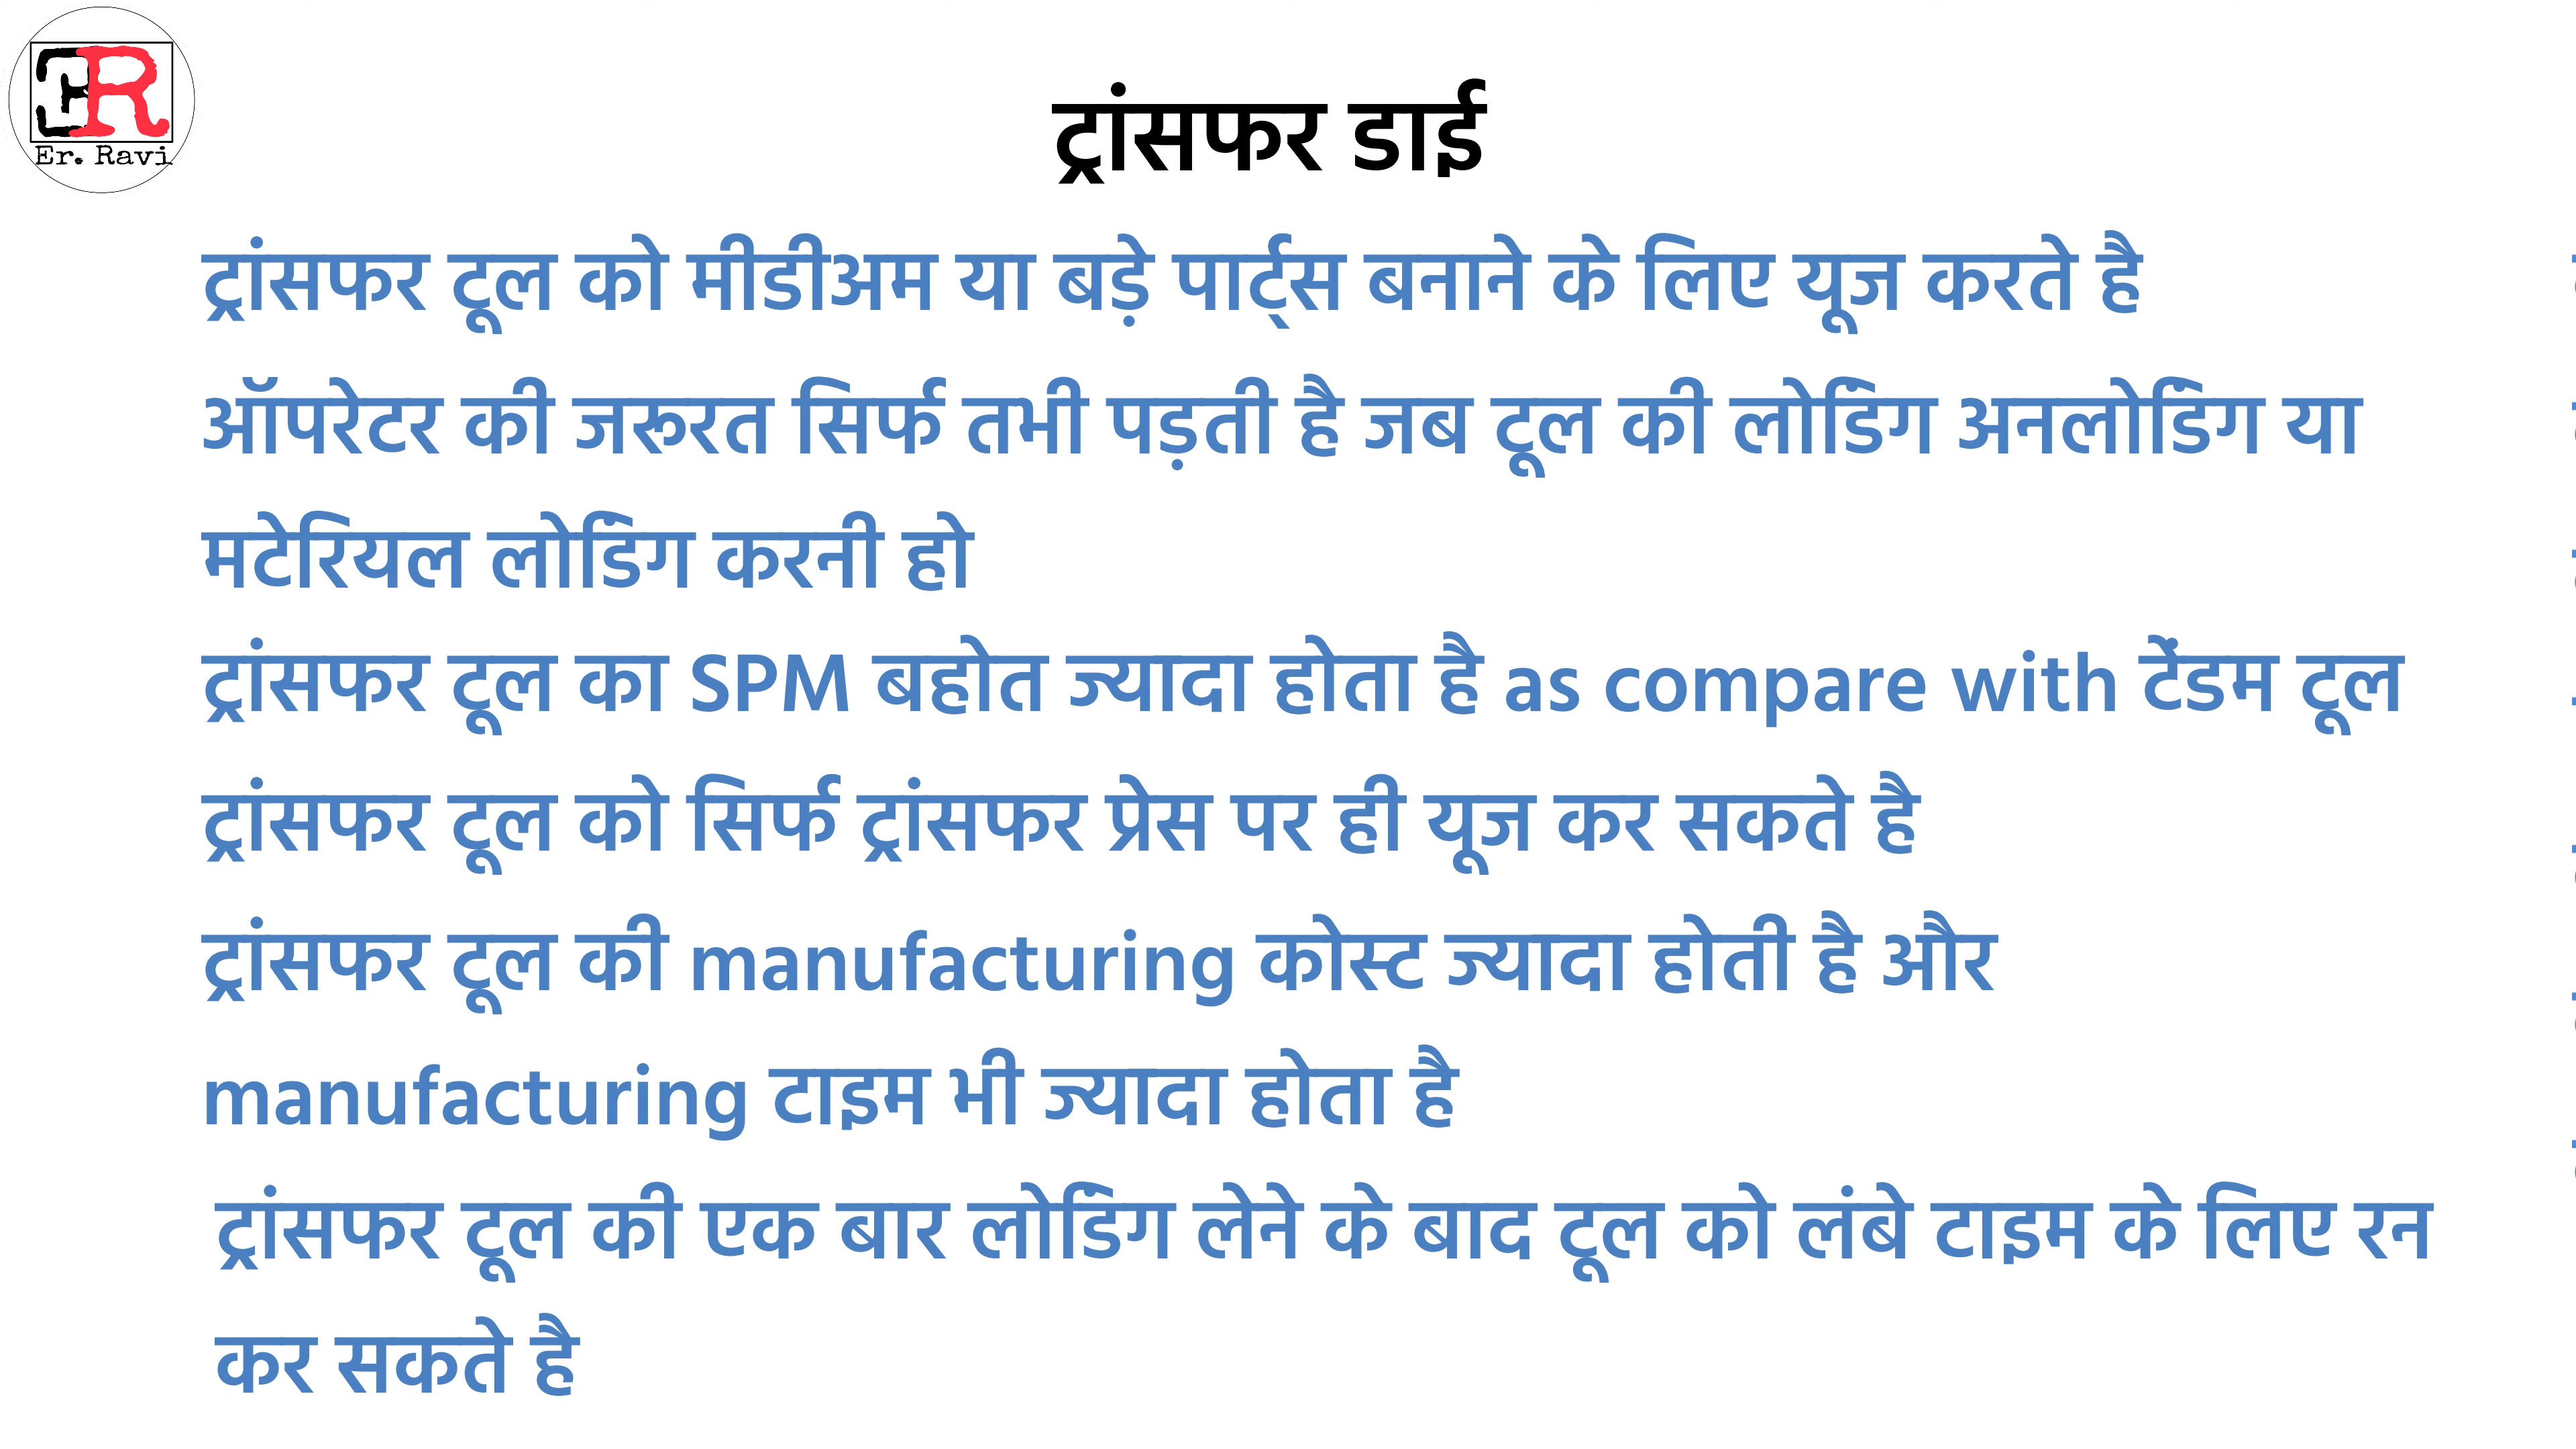 ER
Er. Ravi
ट्रांसफर डाई
ट्रांसफर टूल को मीडीअम या बड़े पार्ट्स बनाने के लिए यूज करते है
ऑपरेटर की जरूरत सिर्फ तभी पड़ती है जब टूल की लोडिंग अनलोडिंग या
मटेरियल लोडिंग करनी हो
ट्रांसफर टूल का SPM बहोत ज्यादा होता है as compare with टेंडम टूल
ट्रांसफर टूल को सिर्फ ट्रांसफर प्रेस पर ही यूज कर सकते है
ट्रांसफर टूल की manufacturing कोस्ट ज्यादा होती है और
manufacturing टाइम भी ज्यादा होता है
ट्रांसफर टूल की एक बार लोडिंग लेने के बाद टूल को लंबे टाइम के लिए रन
कर सकते है